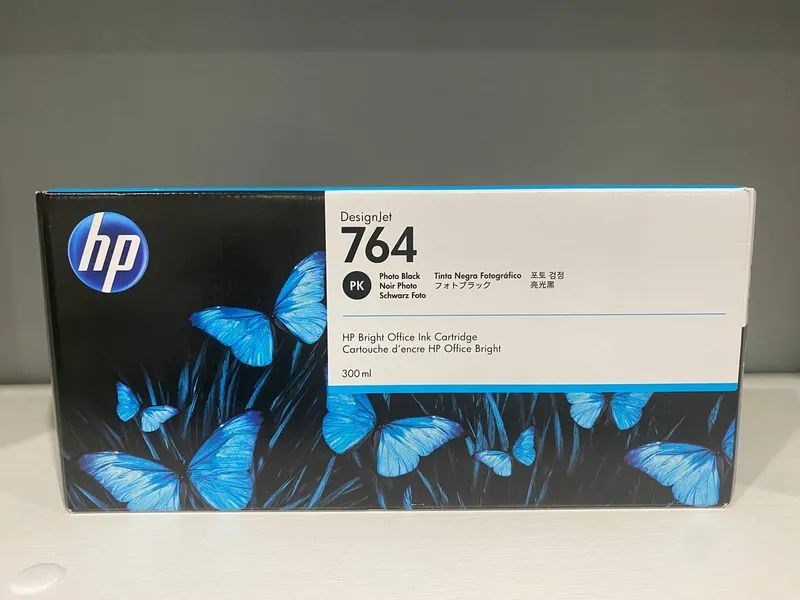 hp
DesignJet
764
PK
Photo Black
Noir Photo
Schwarz Foto
Tinta Negra Fotográfico
フォトブラック
포토 검정
亮光黑
HP Bright Office Ink Cartridge
Cartouche d'encre HP Office Bright
300 ml